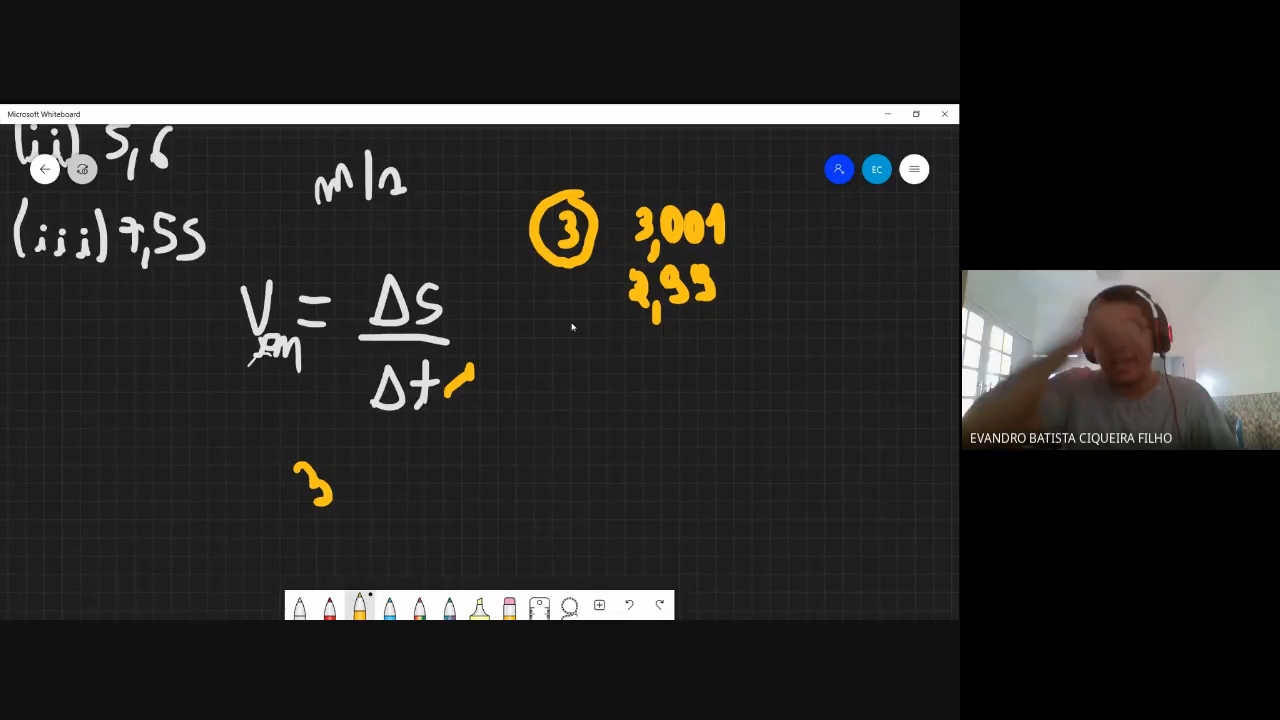 Microsoft Whiteboard
(ii) 5,6
(iii) 7,55
m/s
V = Δs
m Δt
3 3,001
2,99
3
EC
EVANDRO BATISTA CIQUEIRA FILHO